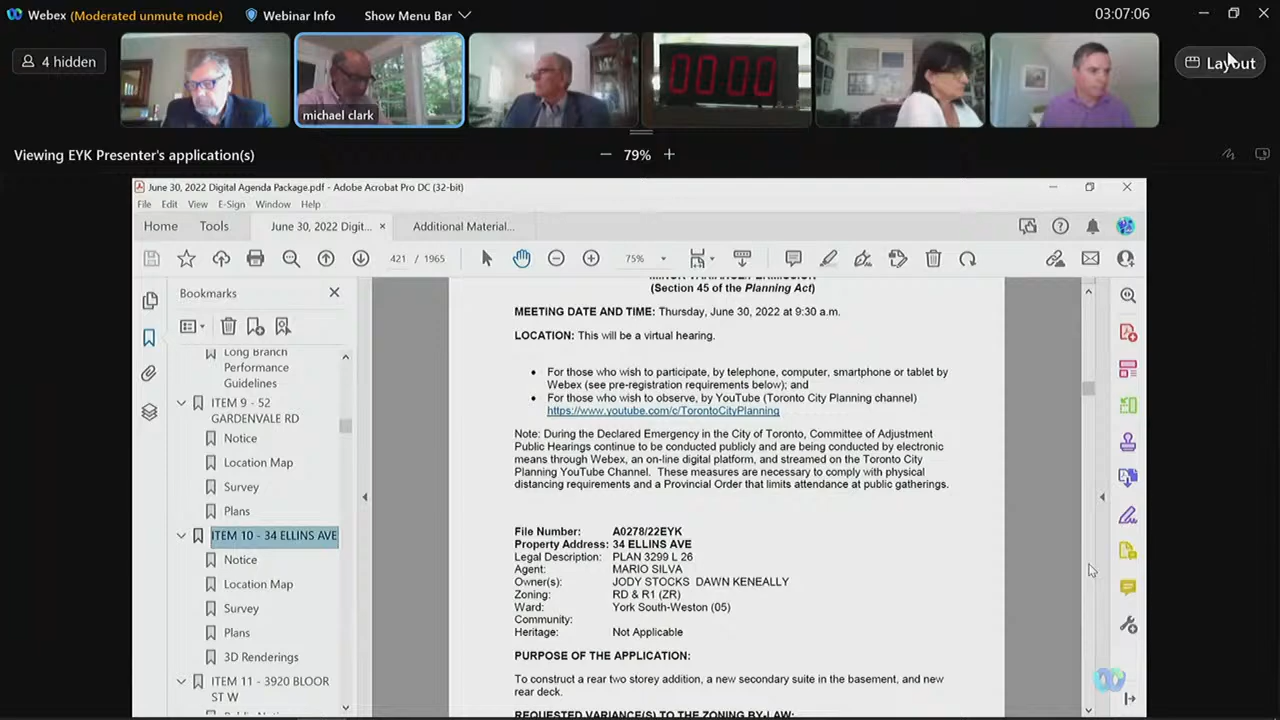 Webex (Moderated unmute mode) Webinar Info Show Menu Bar 03:07:06
4 hidden
michael clark
00:00
Layout
Viewing EYK Presenter's application(s) 79%
June 30, 2022 Digital Agenda Package.pdf - Adobe Acrobat Pro DC (32-bit)
File Edit View E-Sign Window Help
Home Tools June 30, 2022 Digit... × Additional Material...
421 / 1965 75%
Bookmarks
Long Branch
Performance
Guidelines
ITEM 9 - 52
GARDENVALE RD
Notice
Location Map
Survey
Plans
ITEM 10 - 34 ELLINS AVE
Notice
Location Map
Survey
Plans
3D Renderings
ITEM 11 - 3920 BLOOR
ST W
(Section 45 of the Planning Act)
MEETING DATE AND TIME: Thursday, June 30, 2022 at 9:30 a.m.
LOCATION: This will be a virtual hearing.
• For those who wish to participate, by telephone, computer, smartphone or tablet by
Webex (see pre-registration requirements below); and
• For those who wish to observe, by YouTube (Toronto City Planning channel)
https://www.youtube.com/c/TorontoCityPlanning
Note: During the Declared Emergency in the City of Toronto, Committee of Adjustment
Public Hearings continue to be conducted publicly and are being conducted by electronic
means through Webex, an on-line digital platform, and streamed on the Toronto City
Planning YouTube Channel. These measures are necessary to comply with physical
distancing requirements and a Provincial Order that limits attendance at public gatherings.
File Number: A0278/22EYK
Property Address: 34 ELLINS AVE
Legal Description: PLAN 3299 L 26
Agent: MARIO SILVA
Owner(s): JODY STOCKS DAWN KENEALLY
Zoning: RD & R1 (ZR)
Ward: York South-Weston (05)
Community:
Heritage: Not Applicable
PURPOSE OF THE APPLICATION:
To construct a rear two storey addition, a new secondary suite in the basement, and new
rear deck.
REQUESTED VARIANCE(S) TO THE ZONING BY-LAW: